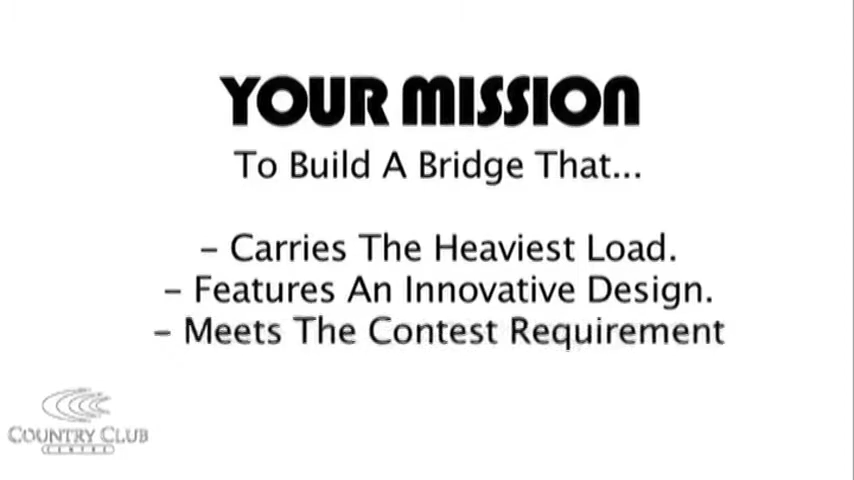 YOUR MISSION
To Build A Bridge That...
– Carries The Heaviest Load.
– Features An Innovative Design.
– Meets The Contest Requirement
COUNTRY CLUB
CENTRE